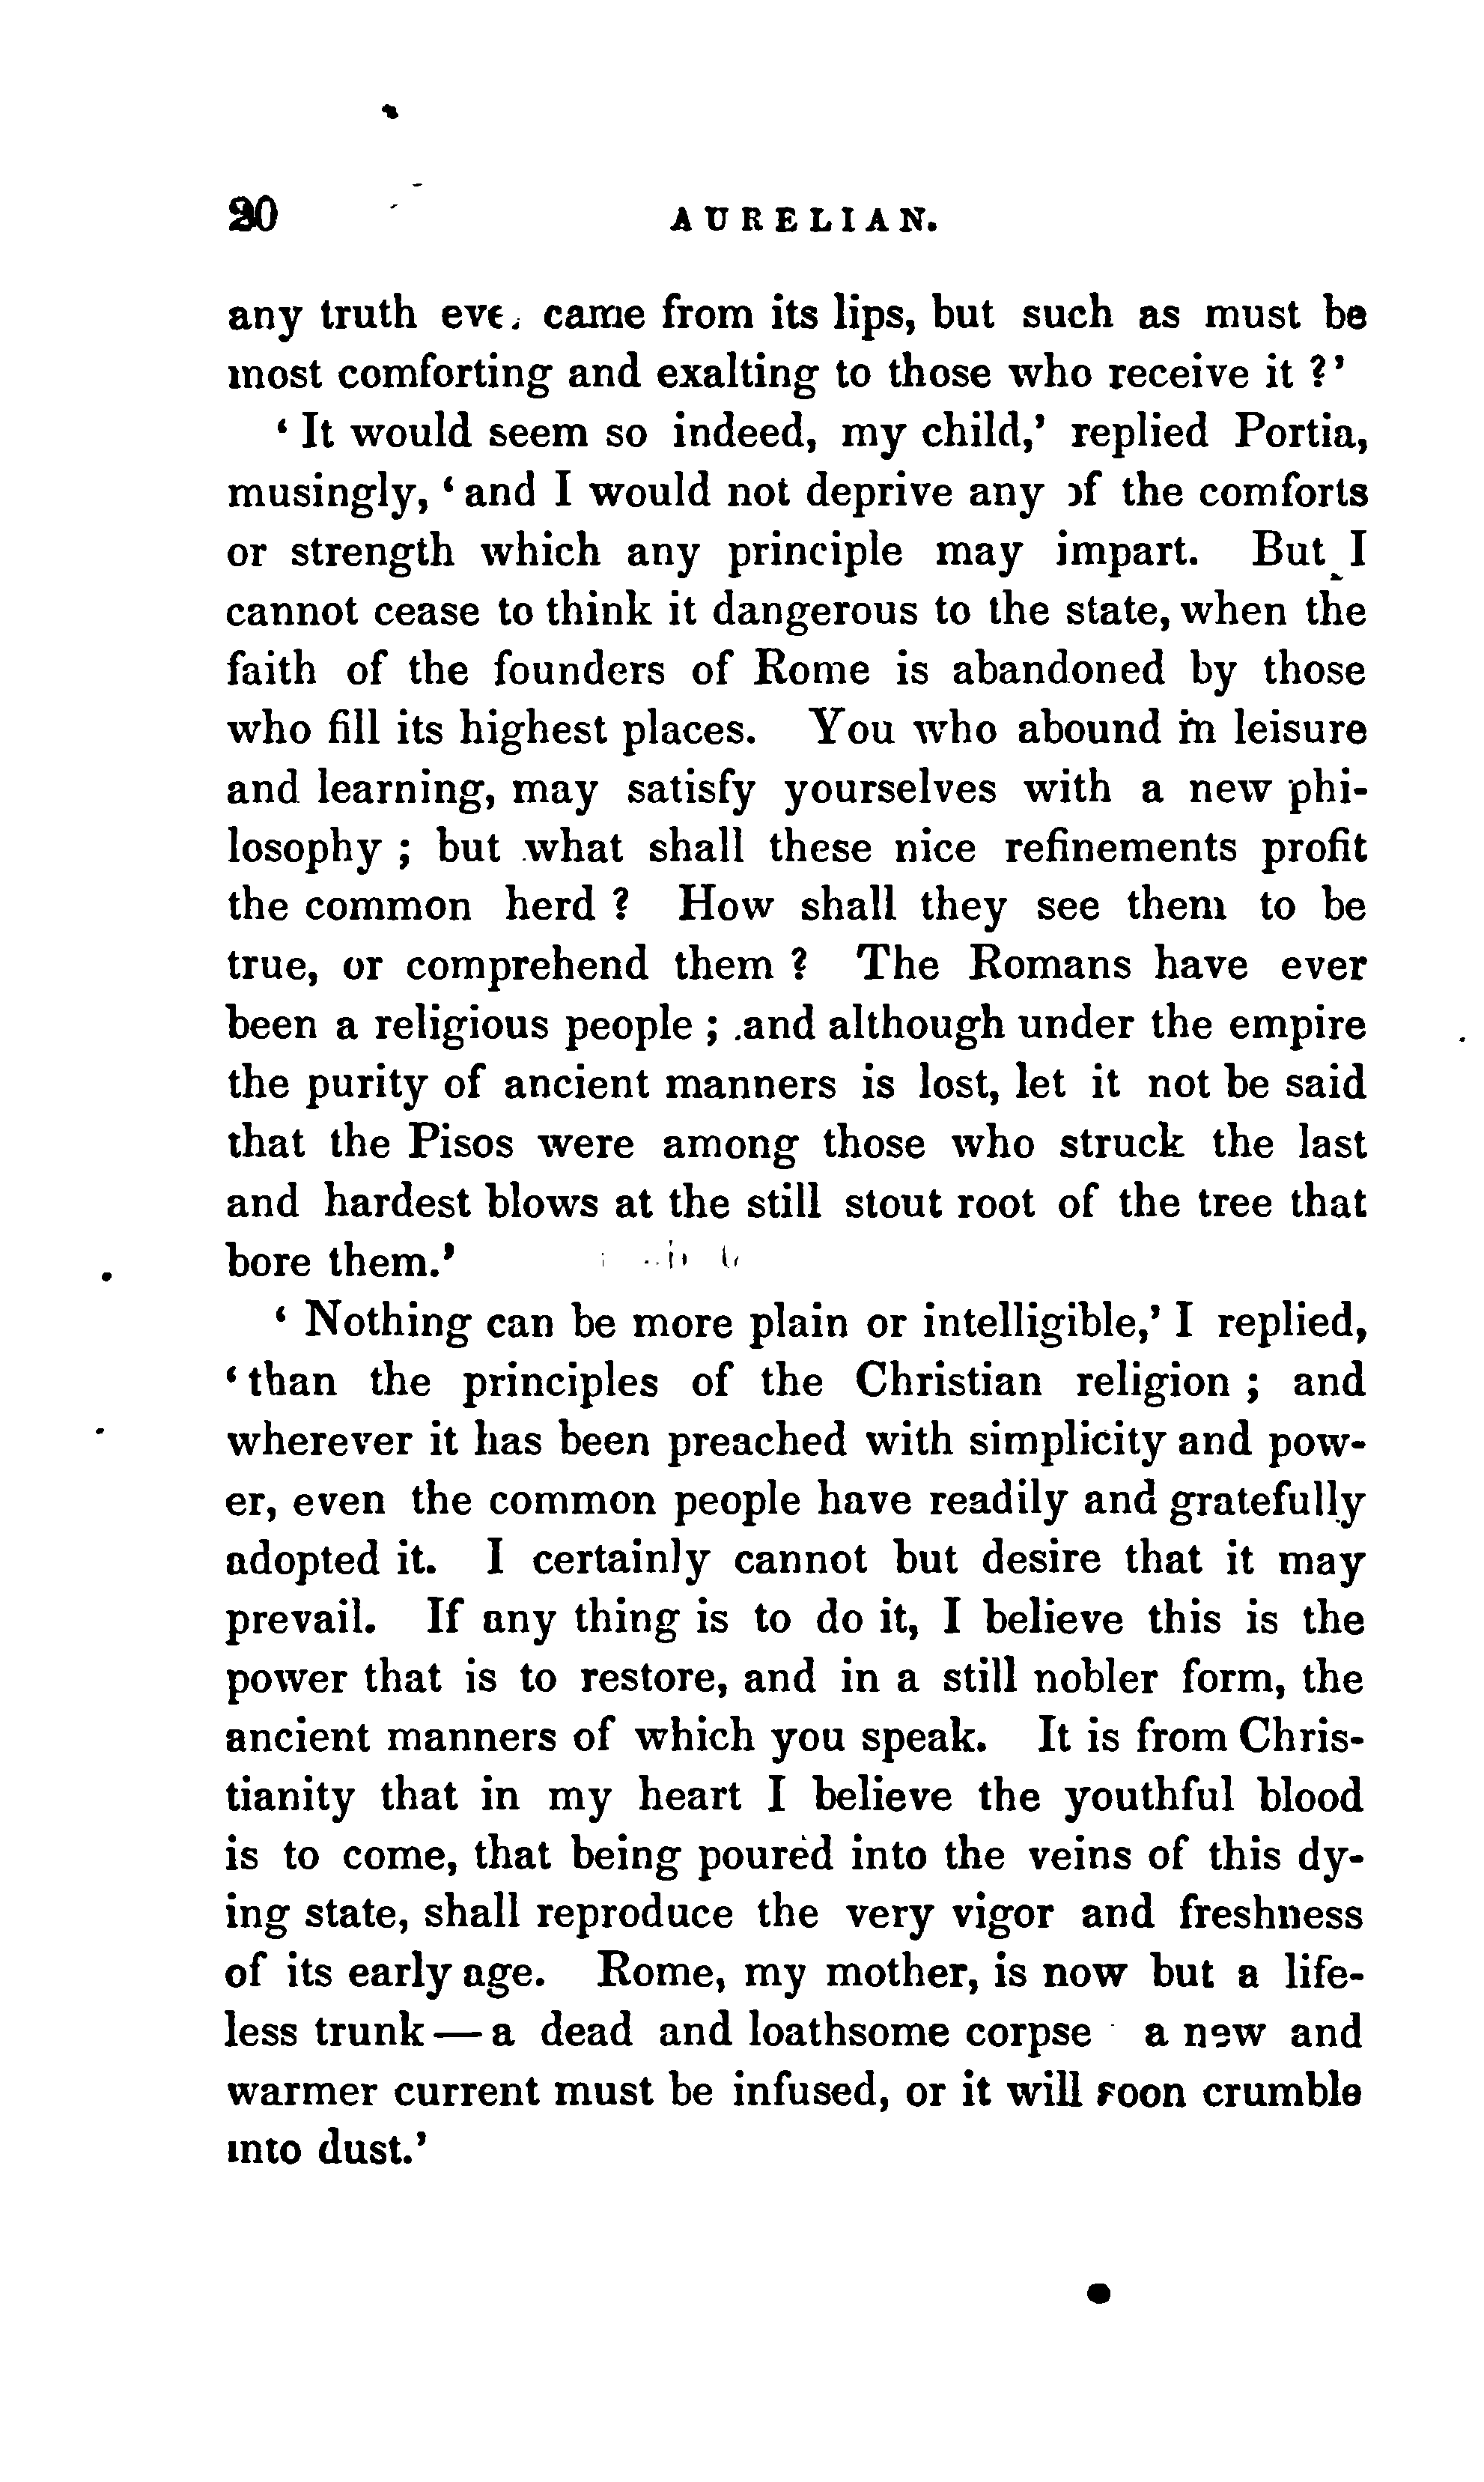 20 AURELIAN.
any truth ever came from its lips, but such as must be
most comforting and exalting to those who receive it ?'
' It would seem so indeed, my child,' replied Portia,
musingly, ' and I would not deprive any of the comforts
or strength which any principle may impart. But I
cannot cease to think it dangerous to the state, when the
faith of the founders of Rome is abandoned by those
who fill its highest places. You who abound in leisure
and learning, may satisfy yourselves with a new phi-
losophy ; but what shall these nice refinements profit
the common herd ? How shall they see them to be
true, or comprehend them ? The Romans have ever
been a religious people ; and although under the empire
the purity of ancient manners is lost, let it not be said
that the Pisos were among those who struck the last
and hardest blows at the still stout root of the tree that
bore them.'
' Nothing can be more plain or intelligible,' I replied,
' than the principles of the Christian religion ; and
wherever it has been preached with simplicity and pow-
er, even the common people have readily and gratefully
adopted it. I certainly cannot but desire that it may
prevail. If any thing is to do it, I believe this is the
power that is to restore, and in a still nobler form, the
ancient manners of which you speak. It is from Chris-
tianity that in my heart I believe the youthful blood
is to come, that being poured into the veins of this dy-
ing state, shall reproduce the very vigor and freshness
of its early age. Rome, my mother, is now but a life-
less trunk — a dead and loathsome corpse a new and
warmer current must be infused, or it will soon crumble
into dust.'